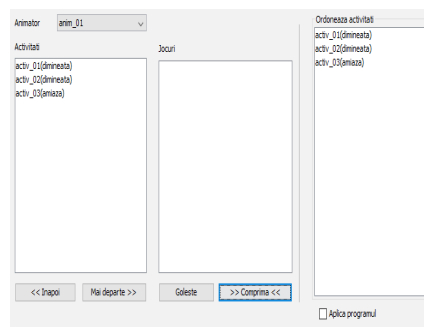 Animator anim_01
Activitati
activ_01(dimineata)
activ_02(dimineata)
activ_03(amiaza)
Jocuri
<< Inapoi Mai departe >> Goleste >> Comprima <<
Ordoneaza activitati
activ_01(dimineata)
activ_02(dimineata)
activ_03(amiaza)
Aplica programul